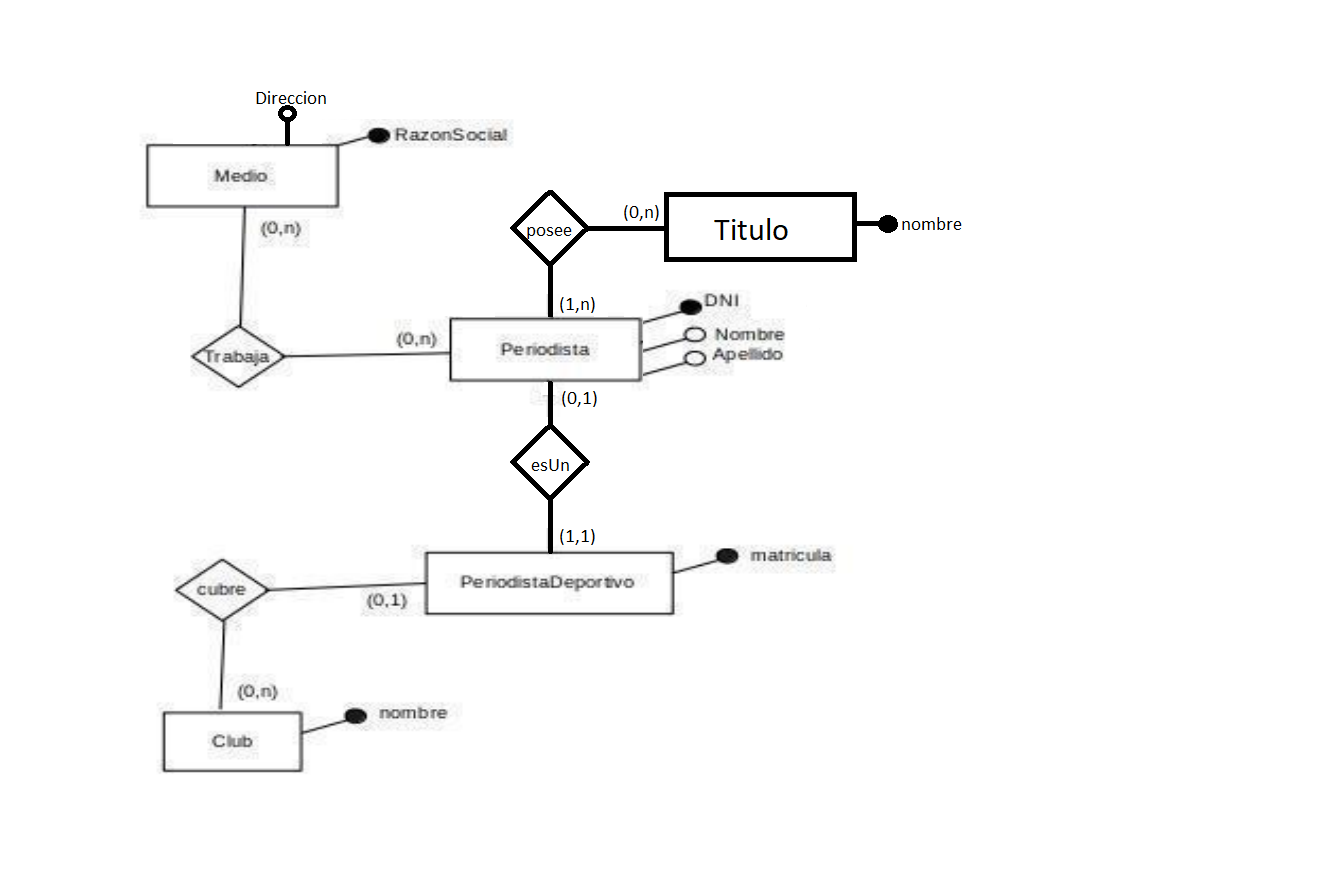 Direccion
RazonSocial
Medio
(0,n)
posee
(0,n)
Titulo
nombre
(1,n)
DNI
Nombre
Apellido
Periodista
(0,n)
Trabaja
(0,1)
esUn
(1,1)
matricula
PeriodistaDeportivo
cubre
(0,1)
(0,n)
nombre
Club